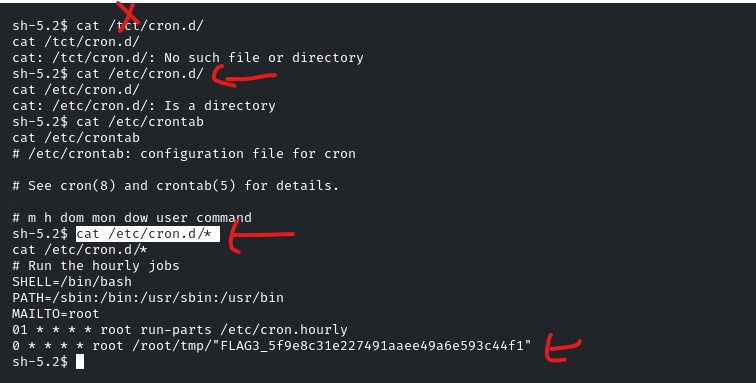 sh-5.2$ cat /tct/cron.d/
cat /tct/cron.d/
cat: /tct/cron.d/: No such file or directory
sh-5.2$ cat /etc/cron.d/
cat /etc/cron.d/
cat: /etc/cron.d/: Is a directory
sh-5.2$ cat /etc/crontab
cat /etc/crontab
# /etc/crontab: configuration file for cron
# See cron(8) and crontab(5) for details.
# m h dom mon dow user command
sh-5.2$ cat /etc/cron.d/*
cat /etc/cron.d/*
# Run the hourly jobs
SHELL=/bin/bash
PATH=/sbin:/bin:/usr/sbin:/usr/bin
MAILTO=root
01 * * * * root run-parts /etc/cron.hourly
0 * * * * root /root/tmp/"FLAG3_5f9e8c31e227491aaee49a6e593c44f1"
sh-5.2$